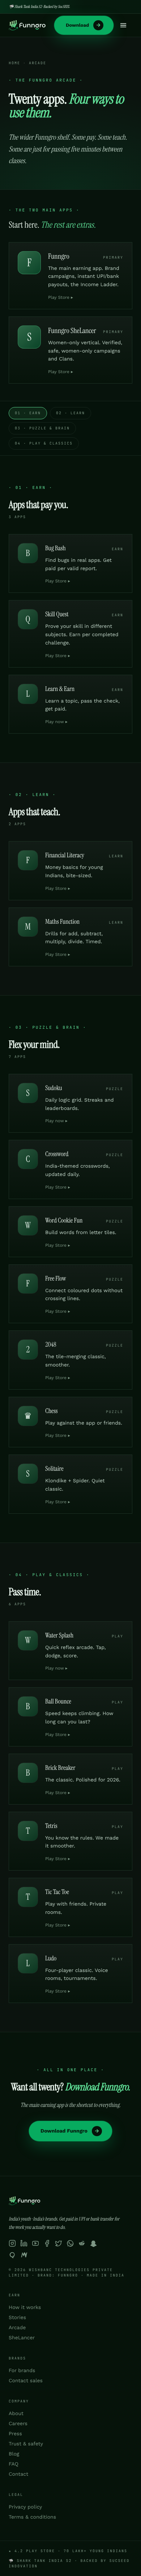 Shark Tank India S5 · Backed by Inc42
Funngro
Download
HOME · ARCADE
· THE FUNNGRO ARCADE ·
Twenty apps. Four ways to
use them.
The wider Funngro shelf. Some pay. Some teach.
Some are just for passing five minutes between
classes.
· THE TWO MAIN APPS ·
Start here. The rest are extras.
F
Funngro
PRIMARY
The main earning app. Brand
campaigns, instant UPI/bank
payouts, the Income Ladder.
Play Store
S
Funngro SheLancer
PRIMARY
Women-only vertical. Verified,
safe, women-only campaigns
and Clans.
Play Store
01 · EARN
02 · LEARN
03 · PUZZLE & BRAIN
04 · PLAY & CLASSICS
· 01 · EARN ·
Apps that pay you.
3 APPS
B
Bug Bash
EARN
Find bugs in real apps. Get
paid per valid report.
Play Store
Q
Skill Quest
EARN
Prove your skill in different
subjects. Earn per completed
challenge.
Play Store
L
Learn & Earn
EARN
Learn a topic, pass the check,
get paid.
Play now
· 02 · LEARN ·
Apps that teach.
2 APPS
F
Financial Literacy
LEARN
Money basics for young
Indians, bite-sized.
Play Store
M
Maths Function
LEARN
Drills for add, subtract,
multiply, divide. Timed.
Play Store
· 03 · PUZZLE & BRAIN ·
Flex your mind.
7 APPS
S
Sudoku
PUZZLE
Daily logic grid. Streaks and
leaderboards.
Play now
C
Crossword
PUZZLE
India-themed crosswords,
updated daily.
Play Store
W
Word Cookie Fun
PUZZLE
Build words from letter tiles.
Play Store
F
Free Flow
PUZZLE
Connect coloured dots without
crossing lines.
Play Store
2
2048
PUZZLE
The tile-merging classic,
smoother.
Play Store
Chess
PUZZLE
Play against the app or friends.
Play Store
S
Solitaire
PUZZLE
Klondike + Spider. Quiet
classic.
Play Store
· 04 · PLAY & CLASSICS ·
Pass time.
6 APPS
W
Water Splash
PLAY
Quick reflex arcade. Tap,
dodge, score.
Play now
B
Ball Bounce
PLAY
Speed keeps climbing. How
long can you last?
Play Store
B
Brick Breaker
PLAY
The classic. Polished for 2026.
Play Store
T
Tetris
PLAY
You know the rules. We made
it smoother.
Play Store
T
Tic Tac Toe
PLAY
Play with friends. Private
rooms.
Play Store
L
Ludo
PLAY
Four-player classic. Voice
rooms, tournaments.
Play Store
· ALL IN ONE PLACE ·
Want all twenty? Download Funngro.
The main earning app is the shortcut to everything.
Download Funngro
Funngro
EARN
How it works
Stories
Arcade
SheLancer
BRANDS
For brands
Contact sales
COMPANY
About
Careers
Press
Trust & safety
Blog
FAQ
Contact
LEGAL
Privacy policy
Terms & conditions